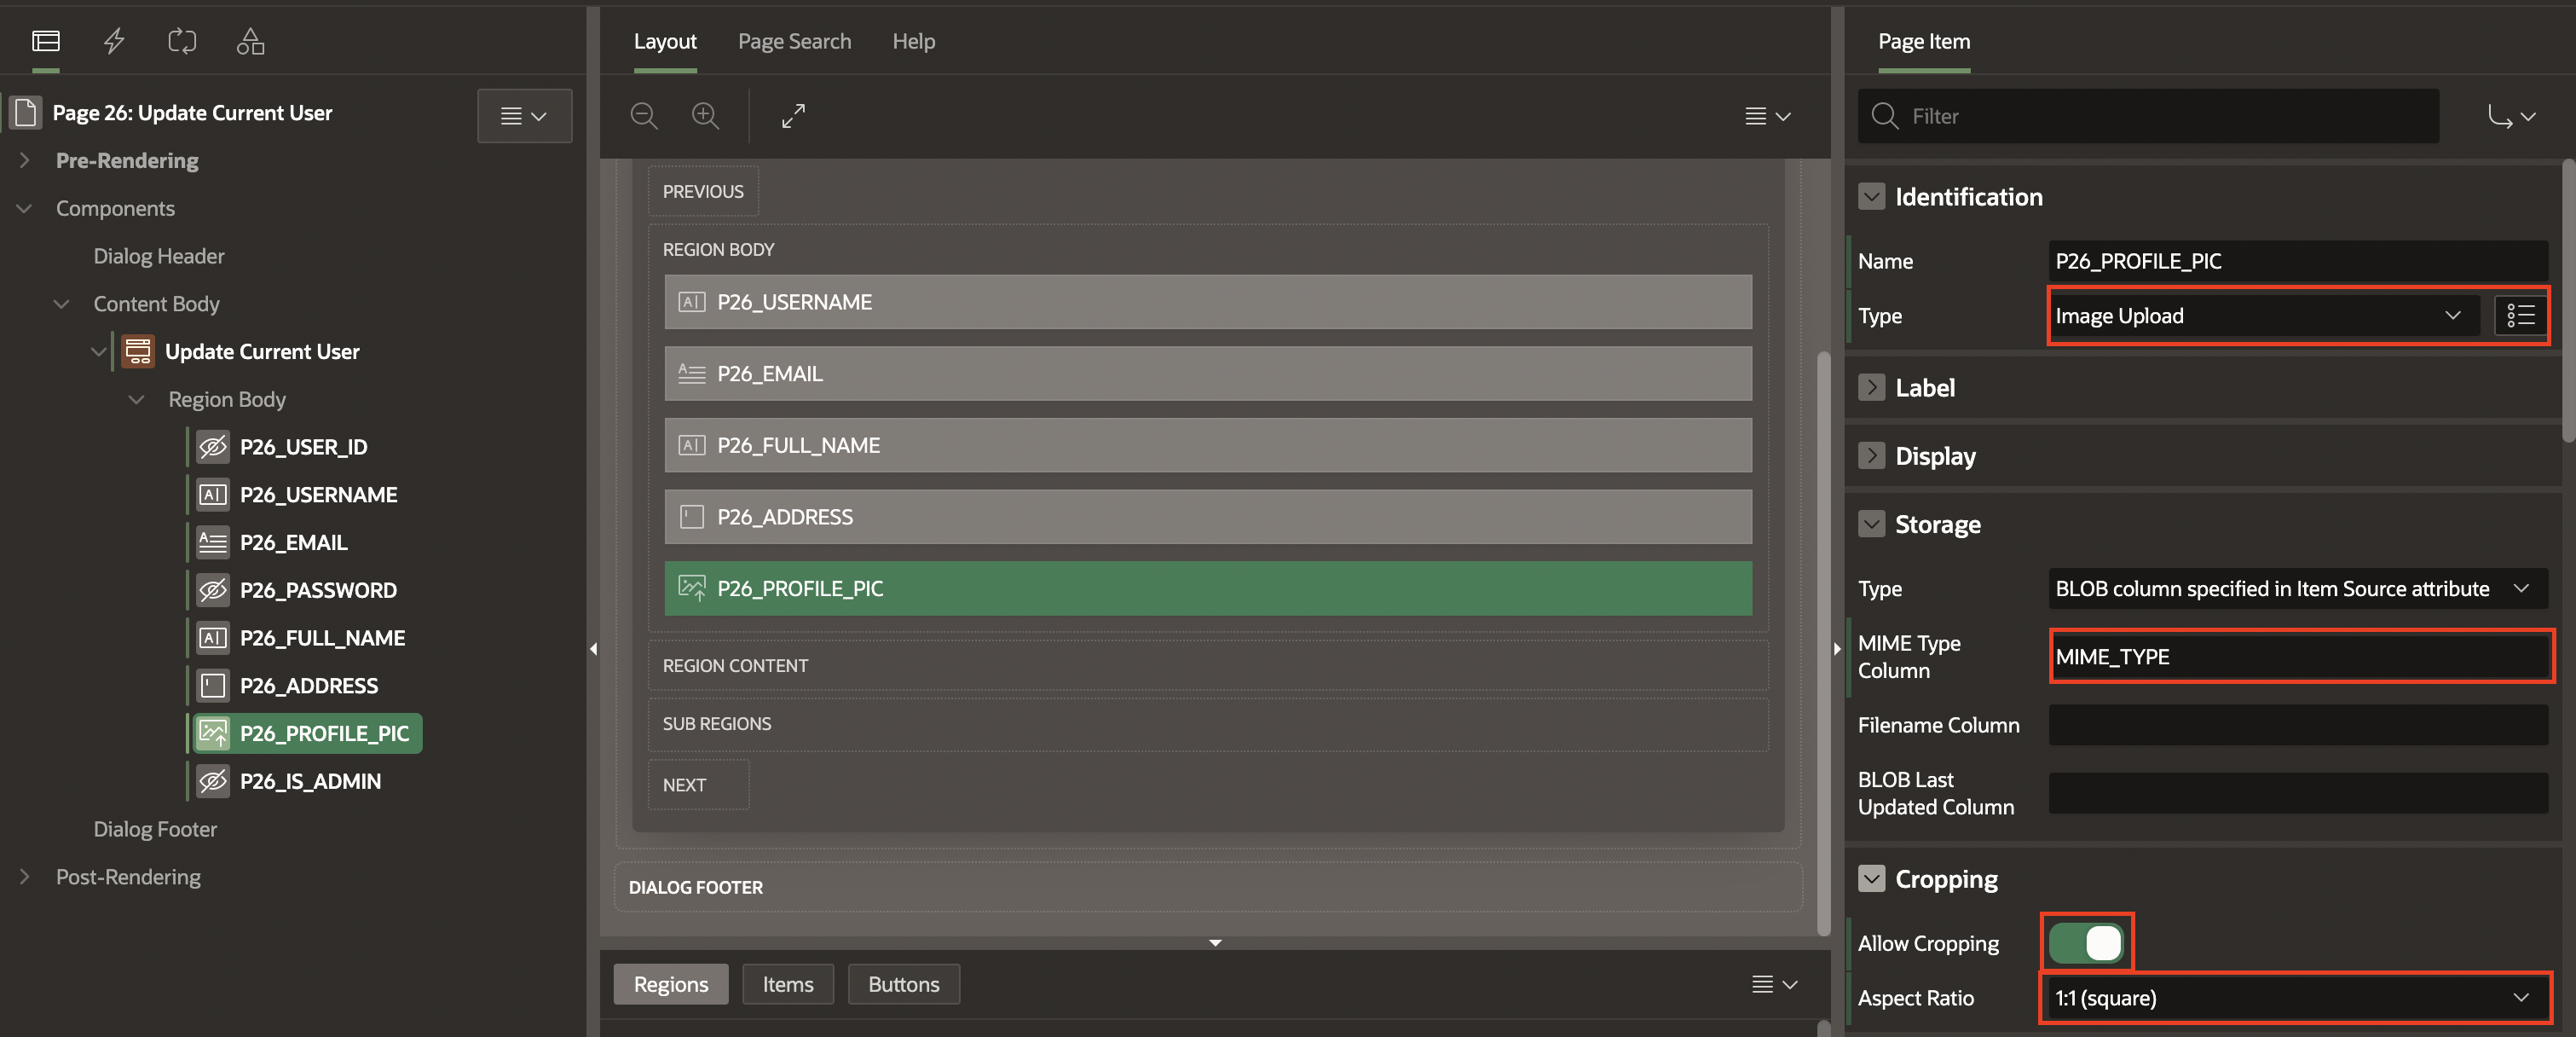 Page 26: Update Current User
Pre-Rendering
Components
Dialog Header
Content Body
Update Current User
Region Body
P26_USER_ID
P26_USERNAME
P26_EMAIL
P26_PASSWORD
P26_FULL_NAME
P26_ADDRESS
P26_PROFILE_PIC
P26_IS_ADMIN
Dialog Footer
Post-Rendering
Layout Page Search Help
PREVIOUS
REGION BODY
P26_USERNAME
P26_EMAIL
P26_FULL_NAME
P26_ADDRESS
P26_PROFILE_PIC
REGION CONTENT
SUB REGIONS
NEXT
DIALOG FOOTER
Regions Items Buttons
Page Item
Filter
Identification
Name P26_PROFILE_PIC
Type Image Upload
Label
Display
Storage
Type BLOB column specified in Item Source attribute
MIME Type
Column
MIME_TYPE
Filename Column
BLOB Last
Updated Column
Cropping
Allow Cropping
Aspect Ratio 1:1 (square)